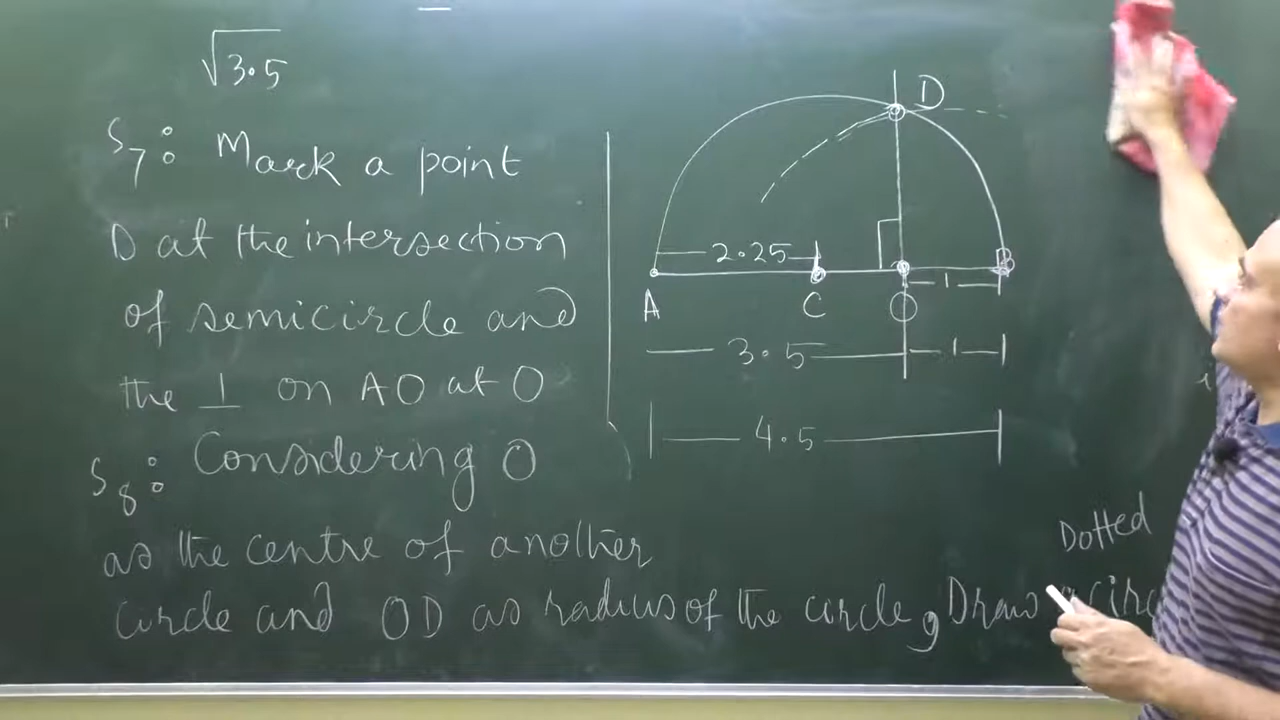 √3.5
S7: Mark a point
D at the intersection
of semicircle and
the ⊥ on AO at O
S8: Considering O
as the centre of another
circle and OD as radius of the circle, Draw a circ
Dotted
D
2.25
B
1
A
C
O
3.5
1
4.5